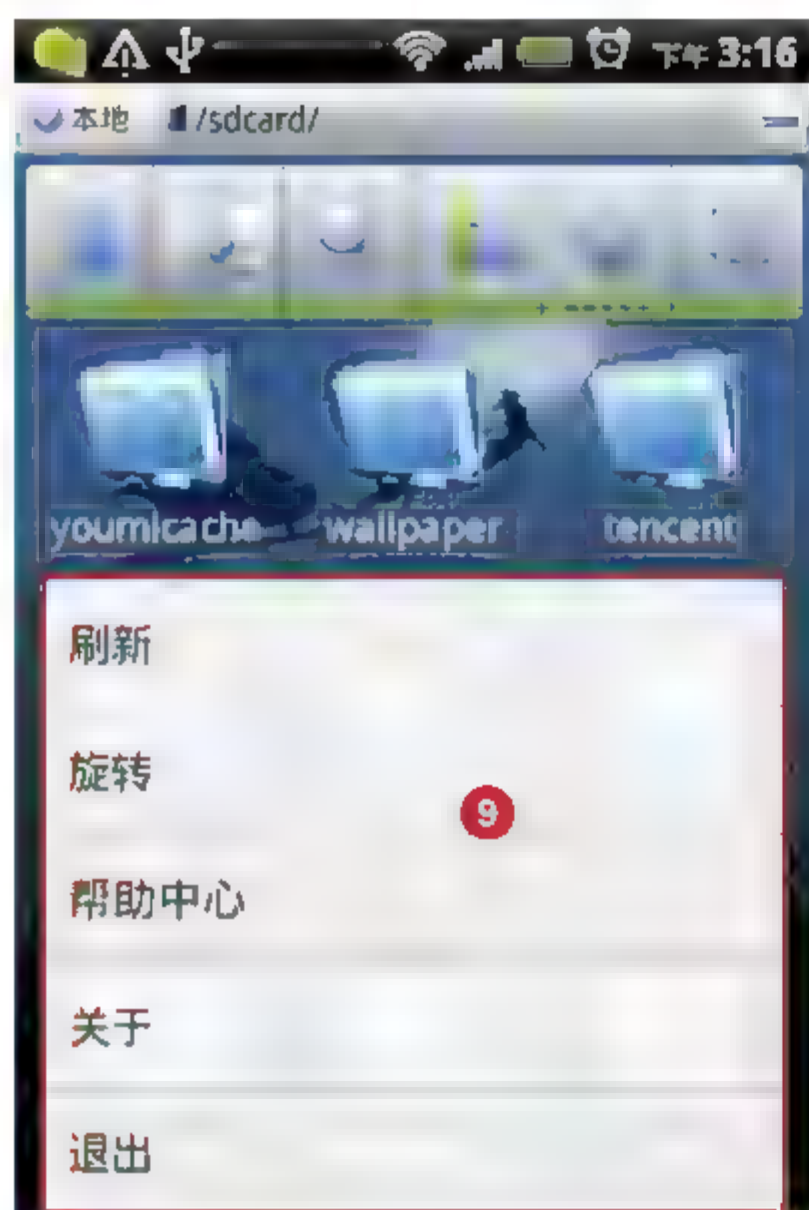 下午 3:16
本地 /sdcard/
youmicache wallpaper tencent
刷新
旋转
9
帮助中心
关于
退出